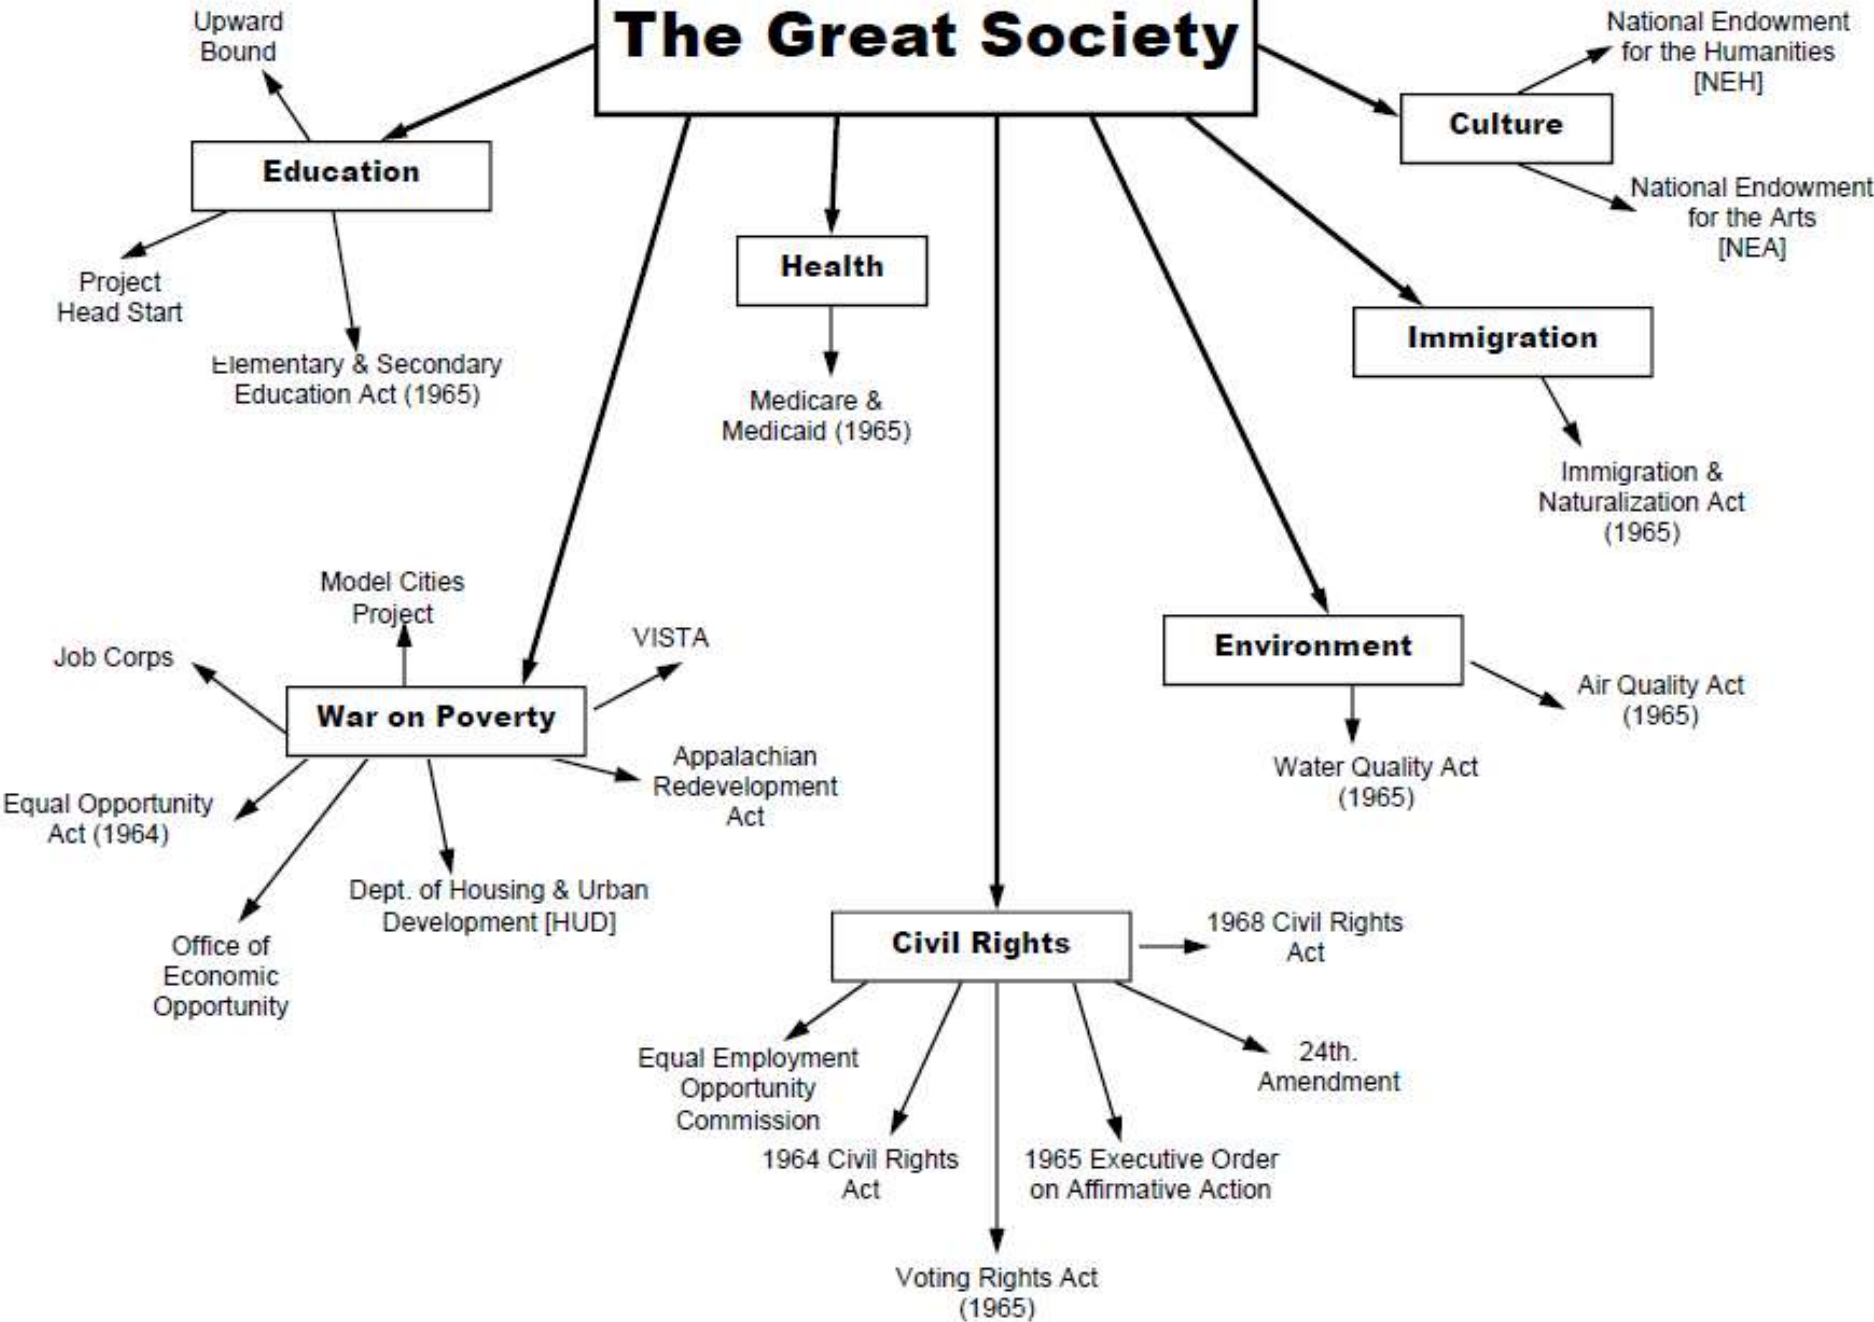 The Great Society
Upward
Bound
Education
Project
Head Start
Elementary & Secondary
Education Act (1965)
Health
Medicare &
Medicaid (1965)
Culture
National Endowment
for the Humanities
[NEH]
National Endowment
for the Arts
[NEA]
Immigration
Immigration &
Naturalization Act
(1965)
Model Cities
Project
Job Corps
VISTA
War on Poverty
Equal Opportunity
Act (1964)
Appalachian
Redevelopment
Act
Office of
Economic
Opportunity
Dept. of Housing & Urban
Development [HUD]
Environment
Air Quality Act
(1965)
Water Quality Act
(1965)
Civil Rights
1968 Civil Rights
Act
Equal Employment
Opportunity
Commission
24th.
Amendment
1964 Civil Rights
Act
1965 Executive Order
on Affirmative Action
Voting Rights Act
(1965)